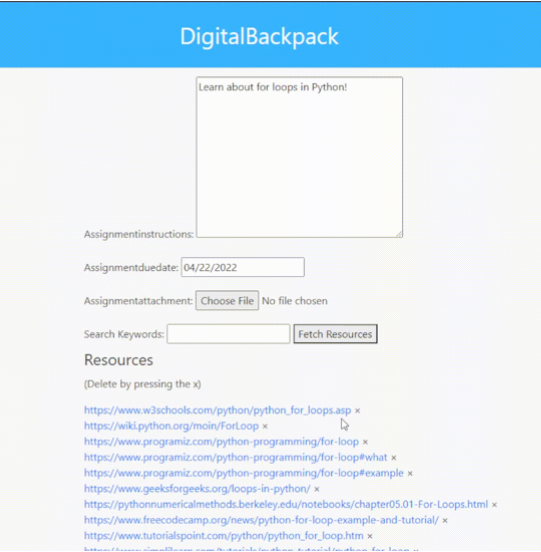 DigitalBackpack
Learn about for loops in Python!
Assignmentinstructions:
Assignmentduedate: 04/22/2022
Assignmentattachment: Choose File No file chosen
Search Keywords: Fetch Resources
Resources
(Delete by pressing the x)
https://www.w3schools.com/python/python_for_loops.asp ×
https://wiki.python.org/moin/ForLoop ×
https://www.programiz.com/python-programming/for-loop ×
https://www.programiz.com/python-programming/for-loop#what ×
https://www.programiz.com/python-programming/for-loop#example ×
https://www.geeksforgeeks.org/loops-in-python/ ×
https://pythonnumericalmethods.berkeley.edu/notebooks/chapter05.01-For-Loops.html ×
https://www.freecodecamp.org/news/python-for-loop-example-and-tutorial/ ×
https://www.tutorialspoint.com/python/python_for_loop.htm ×